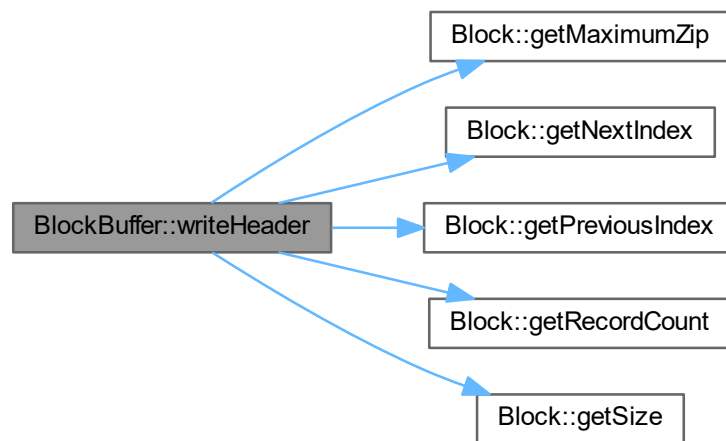 Block::getMaximumZip
Block::getNextIndex
BlockBuffer::writeHeader
Block::getPreviousIndex
Block::getRecordCount
Block::getSize